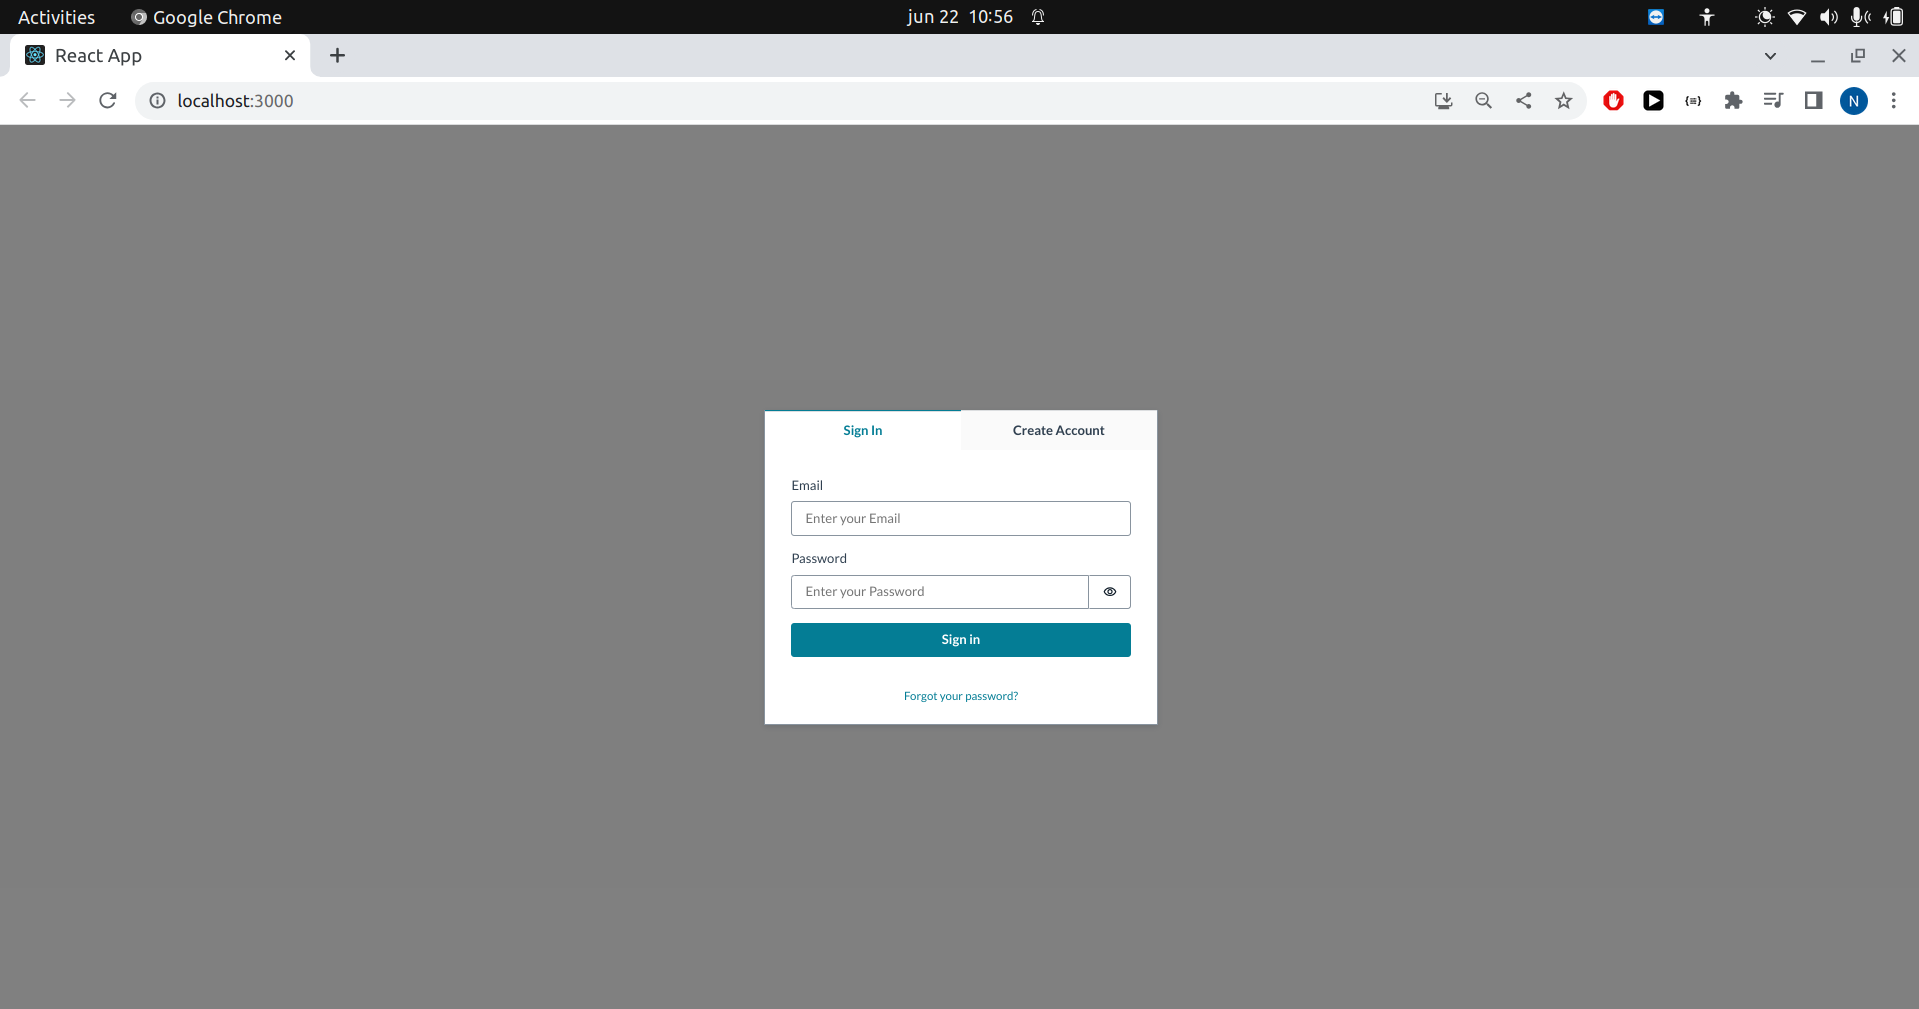 Activities Google Chrome jun 22 10:56
React App
localhost:3000 N
Sign In Create Account
Email
Enter your Email
Password
Enter your Password
Sign in
Forgot your password?